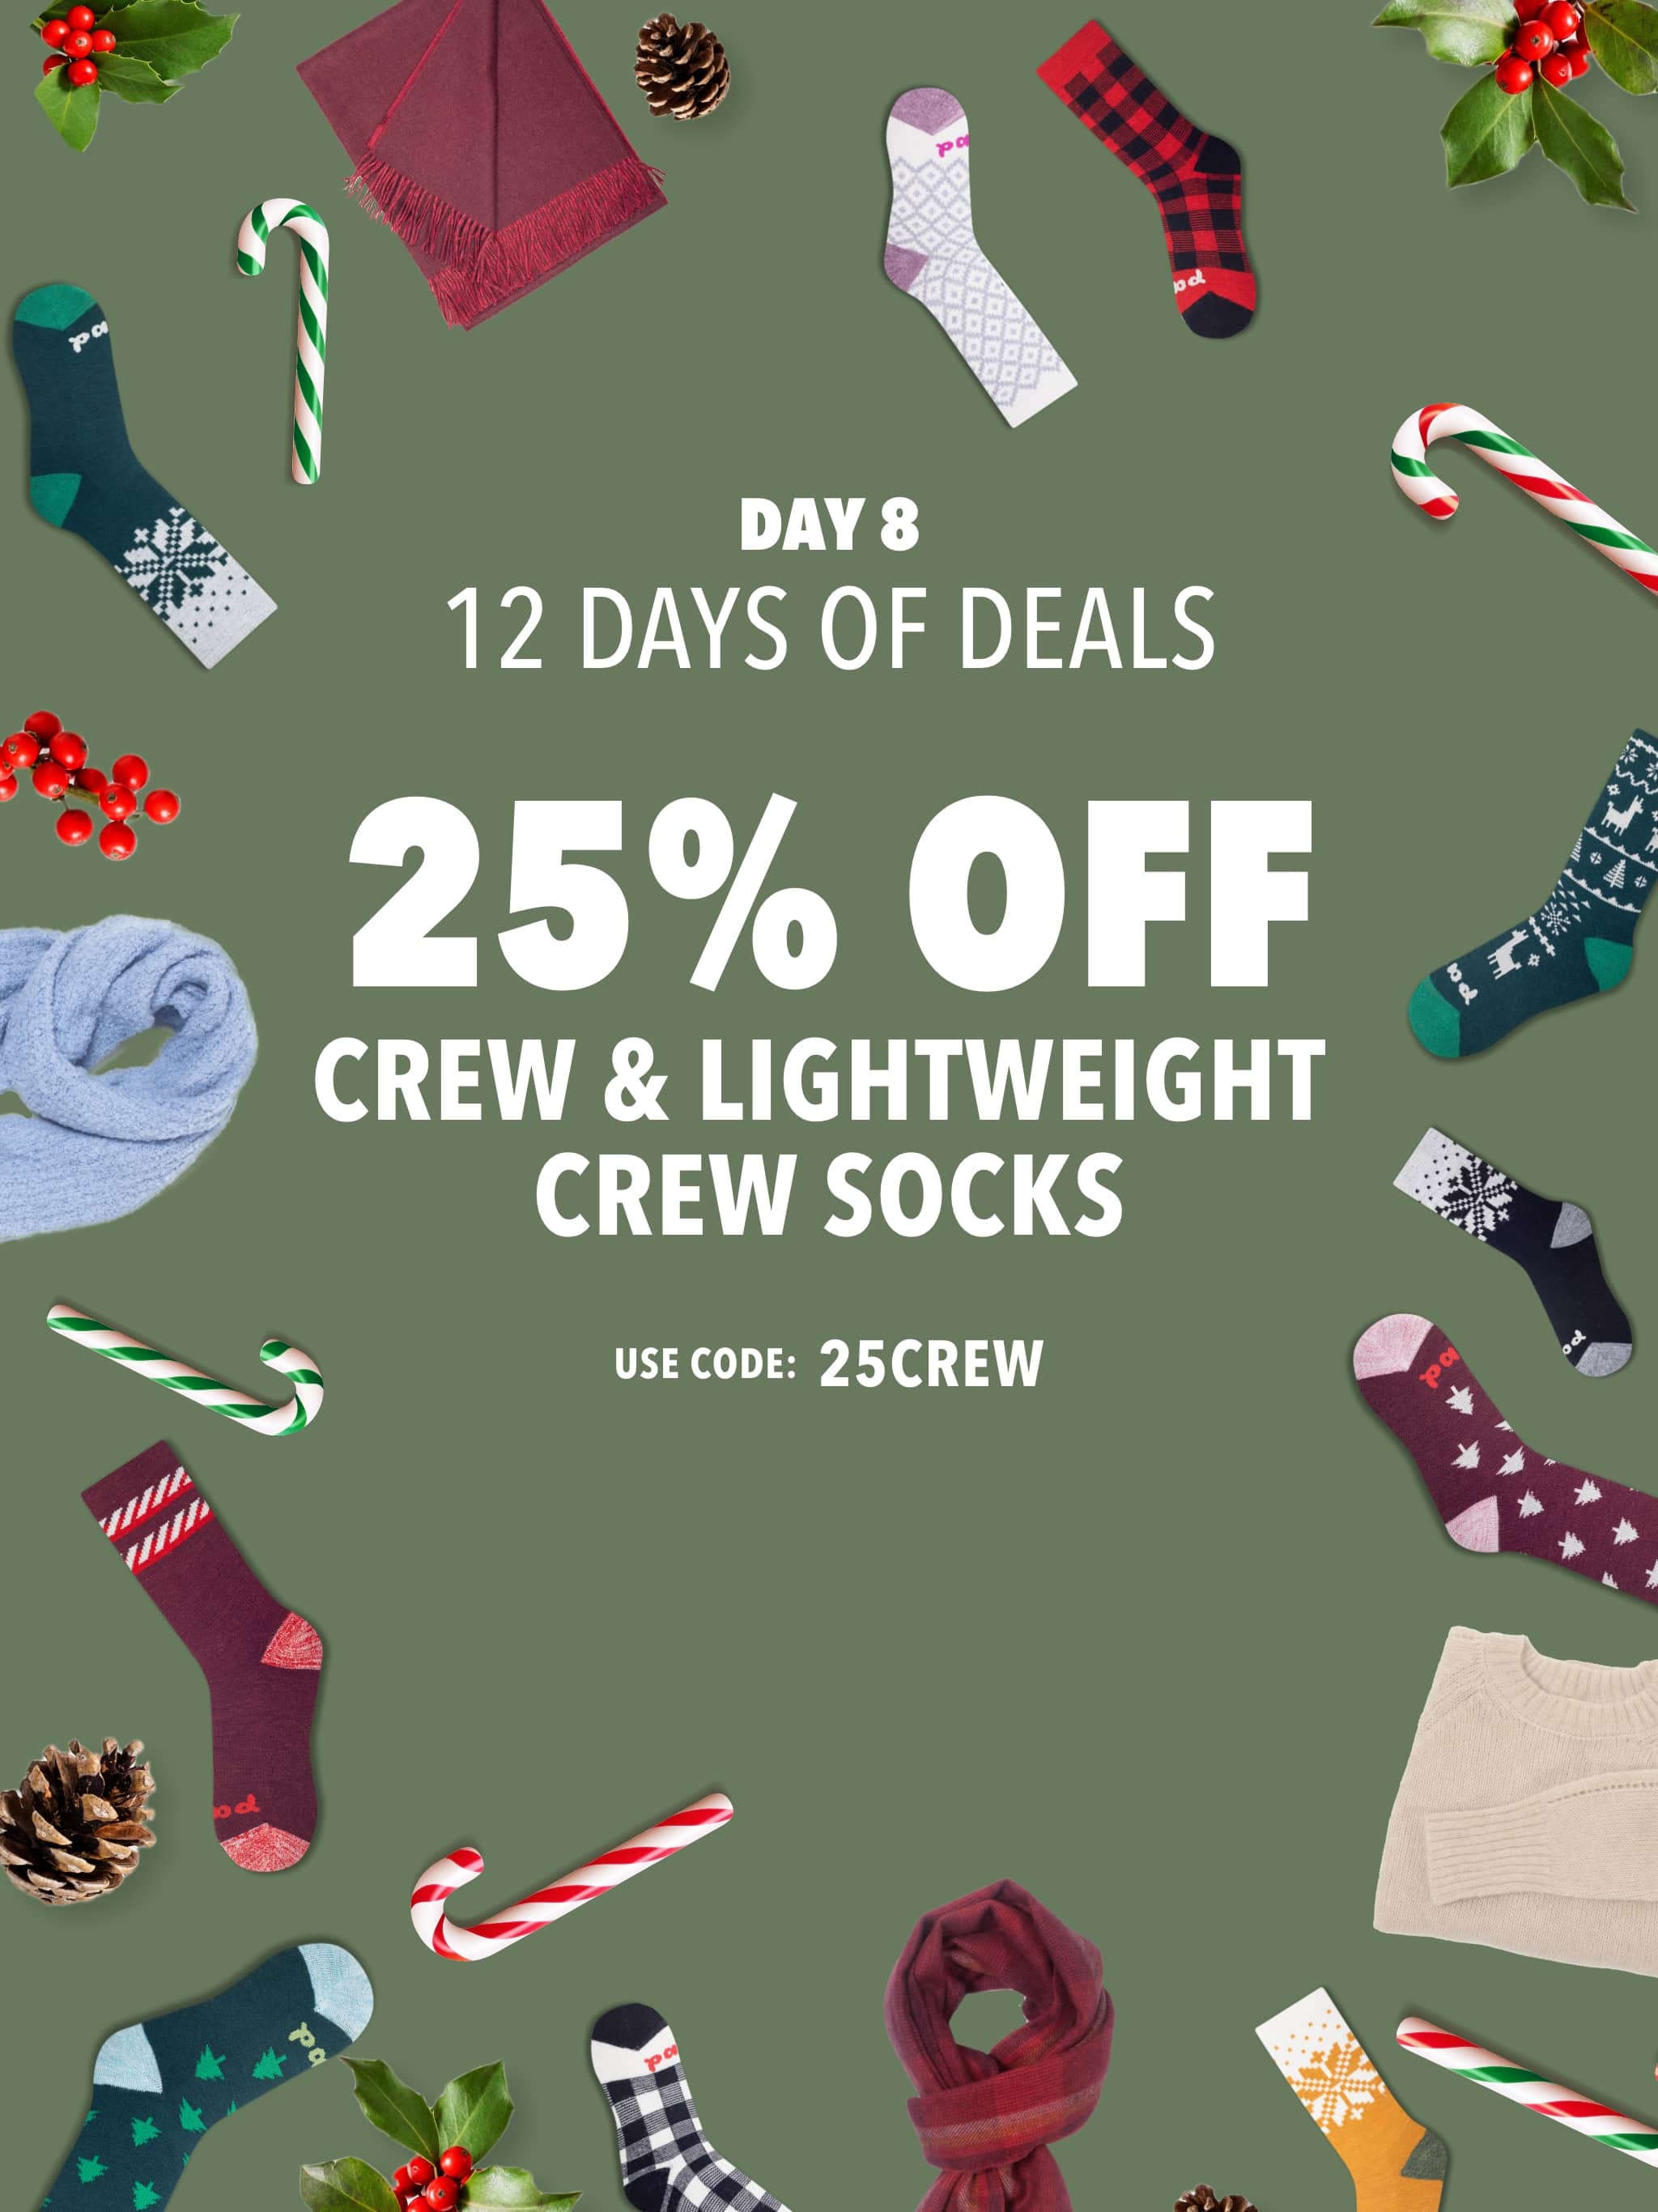 DAY 8
12 DAYS OF DEALS
25% OFF
CREW & LIGHTWEIGHT
CREW SOCKS
USE CODE: 25CREW